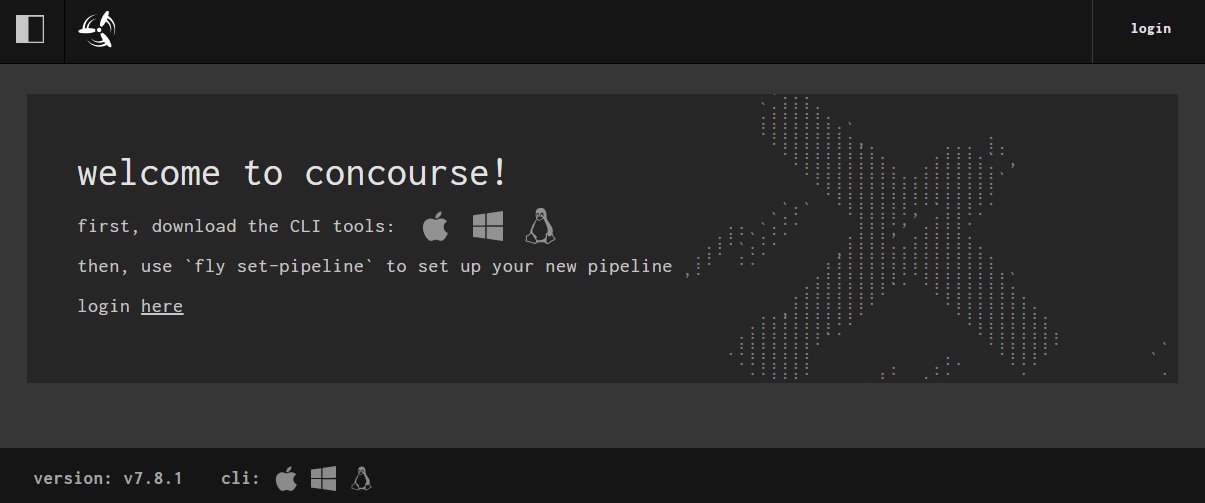 login
welcome to concourse!
first, download the CLI tools:
then, use `fly set-pipeline` to set up your new pipeline
login here
version: v7.8.1 cli: